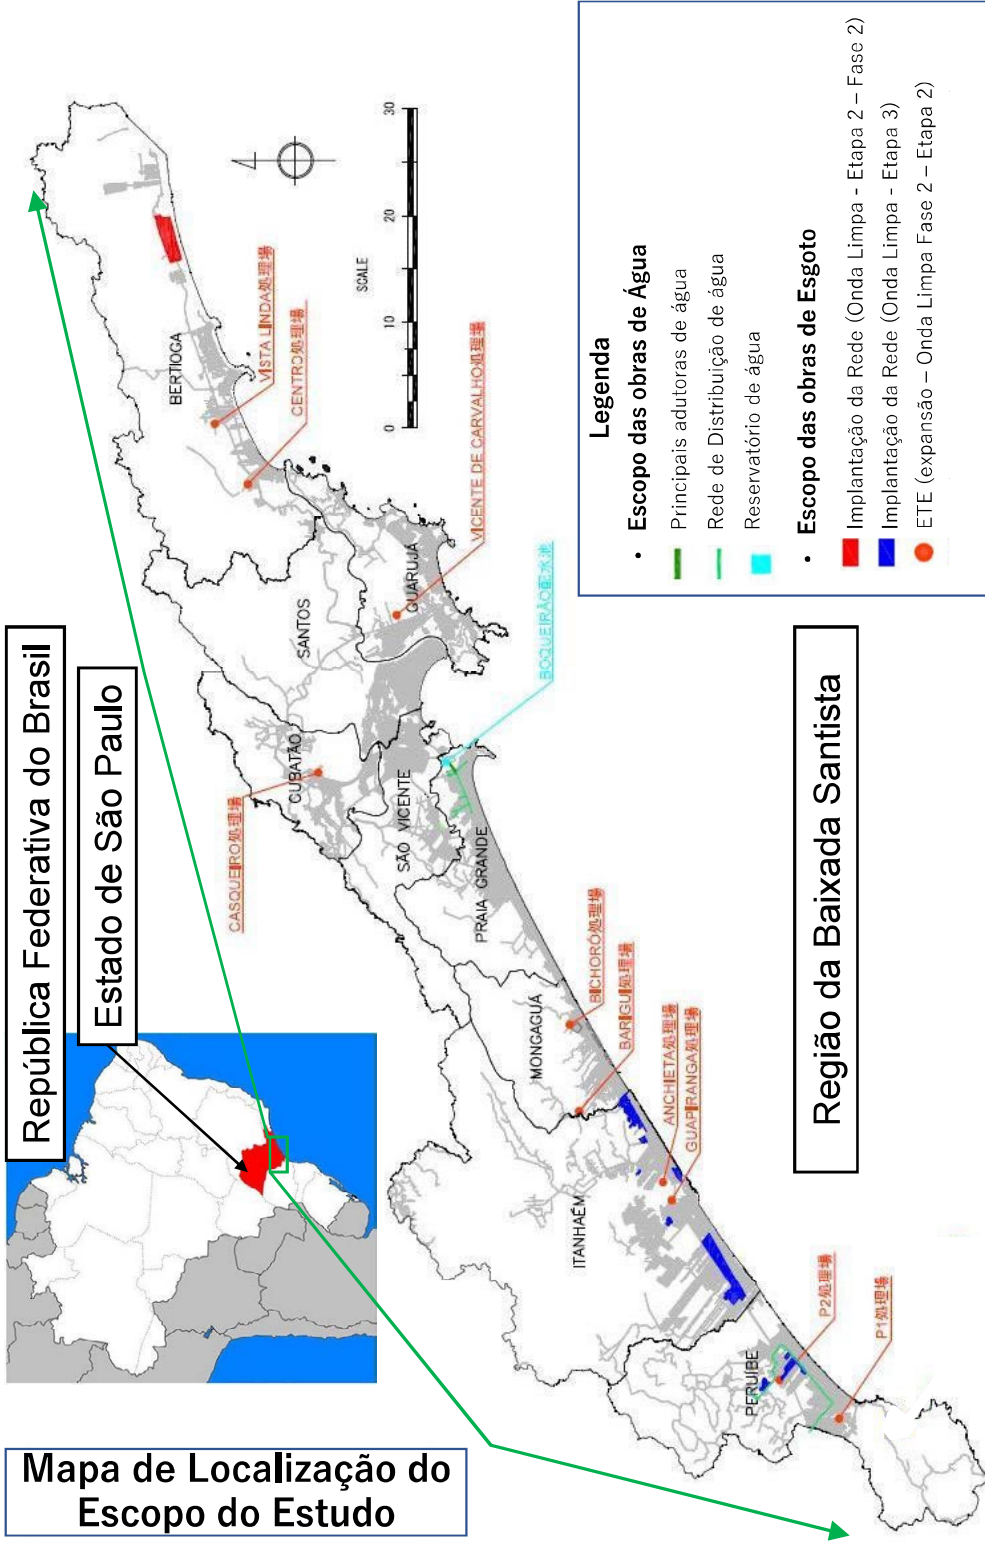 Mapa de Localização do
Escopo do Estudo
República Federativa do Brasil
Estado de São Paulo
BERTIOGA
VISTA LINDA処理場
CENTRO処理場
VICENTE DE CARVALHO処理場
SANTOS
GUARUJÁ
BOQUEIRÃO配水池
CASQUEIRO処理場
CUBATÃO
SÃO VICENTE
PRAIA GRANDE
MONGAGUÁ
BICHORÓ処理場
BARIGUI処理場
ANCHIETA処理場
GUAPIRANGA処理場
ITANHAÉM
PERUÍBE
P2処理場
P1処理場
SCALE
0 10 20 30
Região da Baixada Santista
Legenda
• Escopo das obras de Água
Principais adutoras de água
Rede de Distribuição de água
Reservatório de água
• Escopo das obras de Esgoto
Implantação da Rede (Onda Limpa - Etapa 2 – Fase 2)
Implantação da Rede (Onda Limpa - Etapa 3)
ETE (expansão – Onda Limpa Fase 2 – Etapa 2)